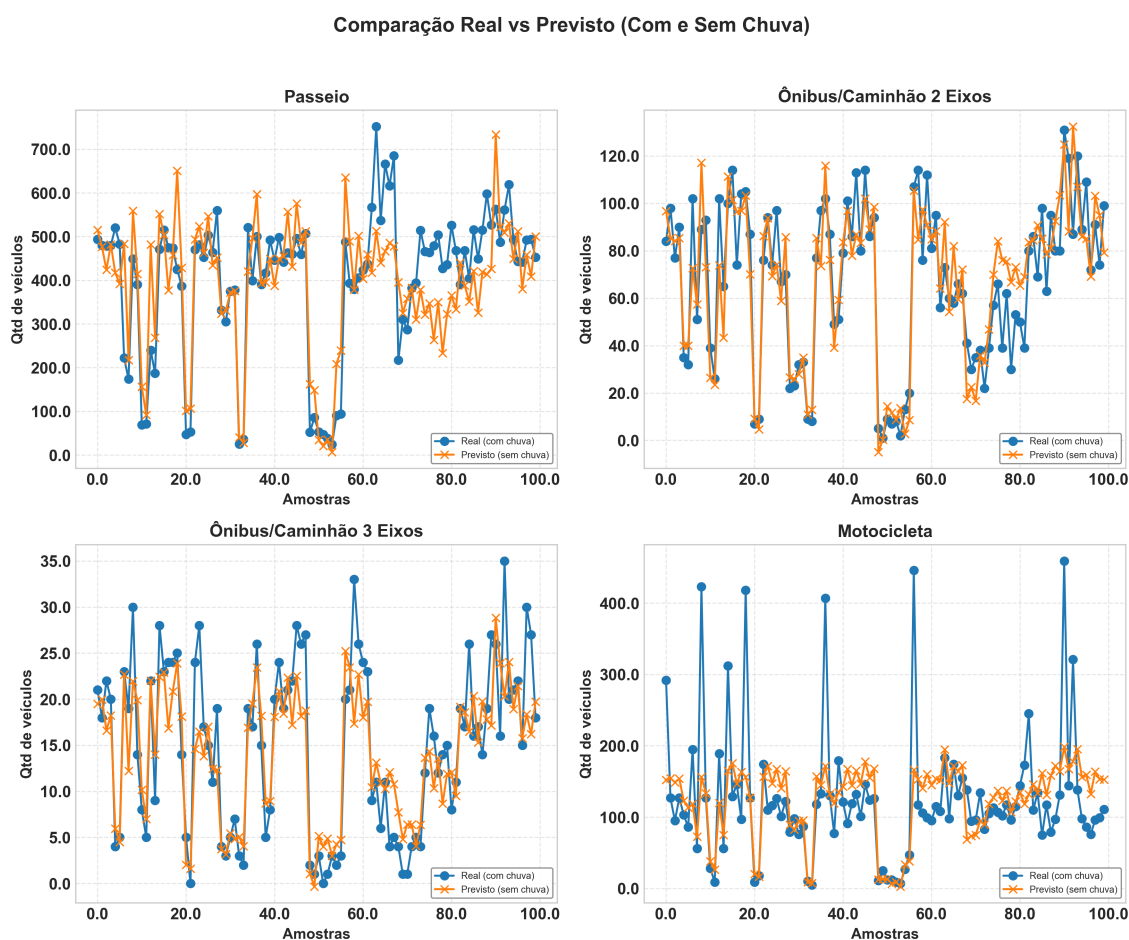 Comparação Real vs Previsto (Com e Sem Chuva)
Passeio
Qtd de veículos
700.0
600.0
500.0
400.0
300.0
200.0
100.0
0.0
Real (com chuva)
Previsto (sem chuva)
0.0 20.0 40.0 60.0 80.0 100.0
Amostras
Ônibus/Caminhão 2 Eixos
Qtd de veículos
120.0
100.0
80.0
60.0
40.0
20.0
0.0
Real (com chuva)
Previsto (sem chuva)
0.0 20.0 40.0 60.0 80.0 100.0
Amostras
Ônibus/Caminhão 3 Eixos
Qtd de veículos
35.0
30.0
25.0
20.0
15.0
10.0
5.0
0.0
Real (com chuva)
Previsto (sem chuva)
0.0 20.0 40.0 60.0 80.0 100.0
Amostras
Motocicleta
Qtd de veículos
400.0
300.0
200.0
100.0
0.0
Real (com chuva)
Previsto (sem chuva)
0.0 20.0 40.0 60.0 80.0 100.0
Amostras